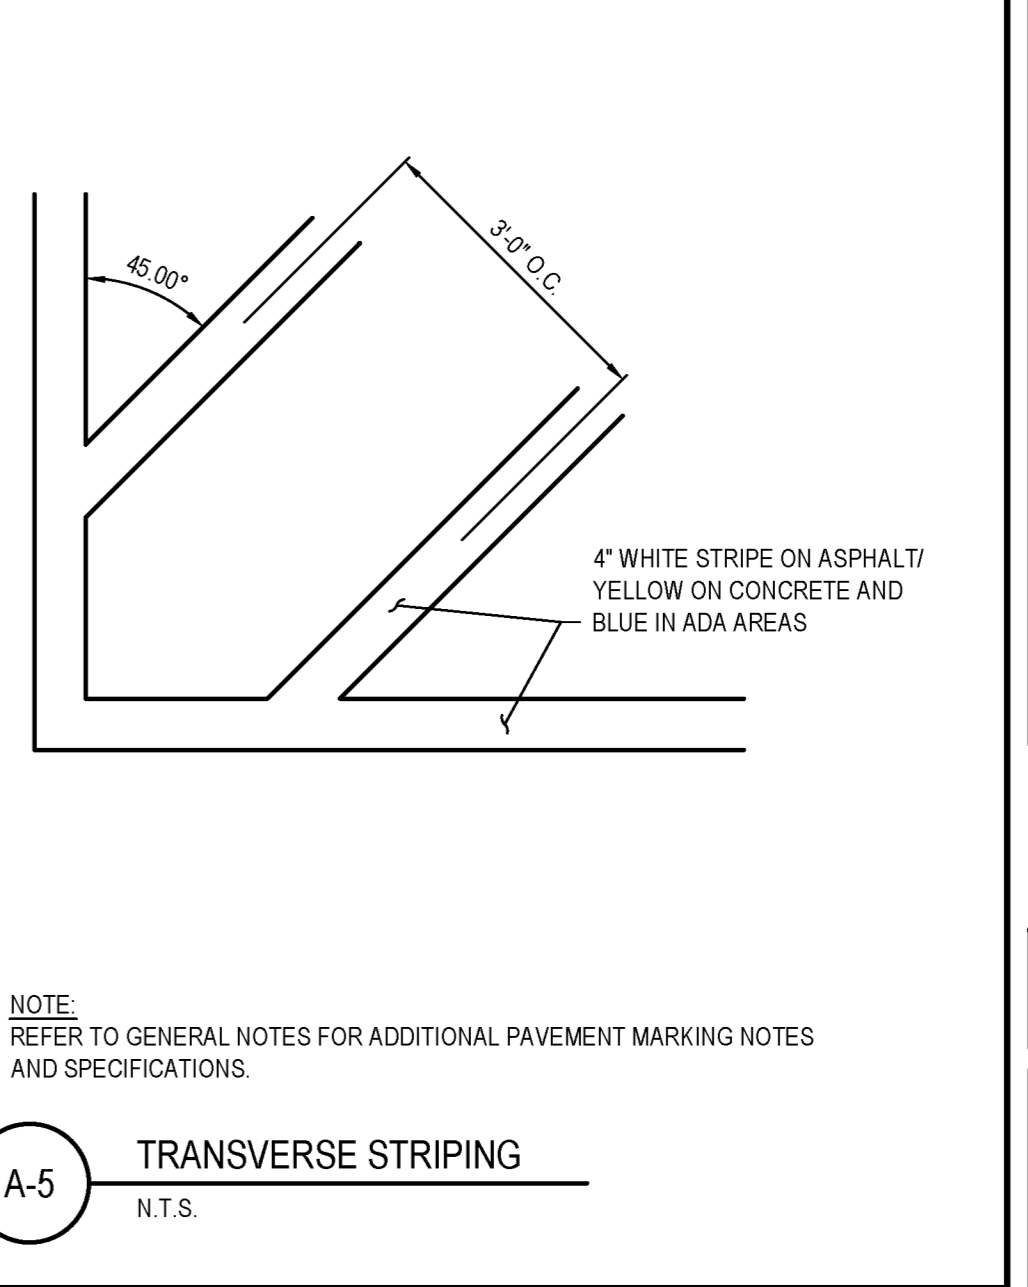 45.00°
3'-0" O.C.
4" WHITE STRIPE ON ASPHALT/
YELLOW ON CONCRETE AND
BLUE IN ADA AREAS
NOTE:
REFER TO GENERAL NOTES FOR ADDITIONAL PAVEMENT MARKING NOTES
AND SPECIFICATIONS.
A-5
TRANSVERSE STRIPING
N.T.S.